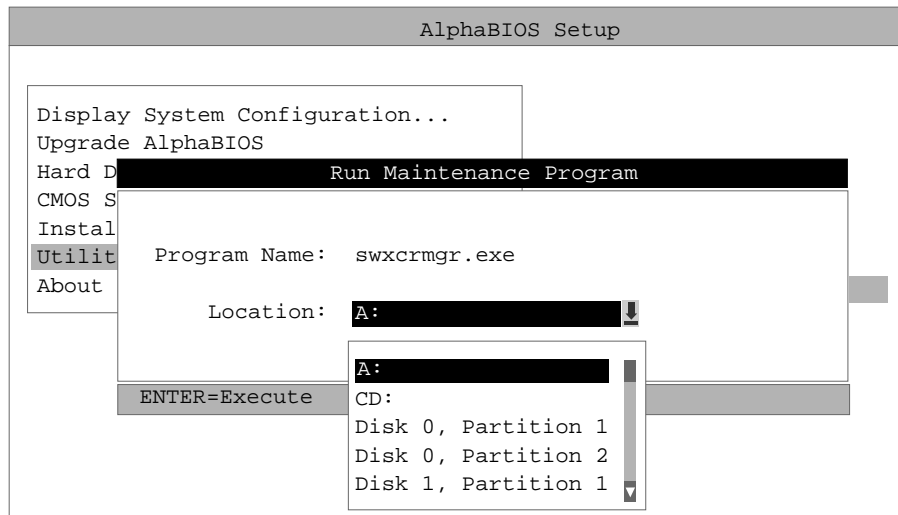 AlphaBIOS Setup
Display System Configuration...
Upgrade AlphaBIOS
Hard D
Run Maintenance Program
CMOS S
Instal
Utilit
Program Name: swxcrmgr.exe
About
Location: A:
A:
ENTER=Execute
CD:
Disk 0, Partition 1
Disk 0, Partition 2
Disk 1, Partition 1